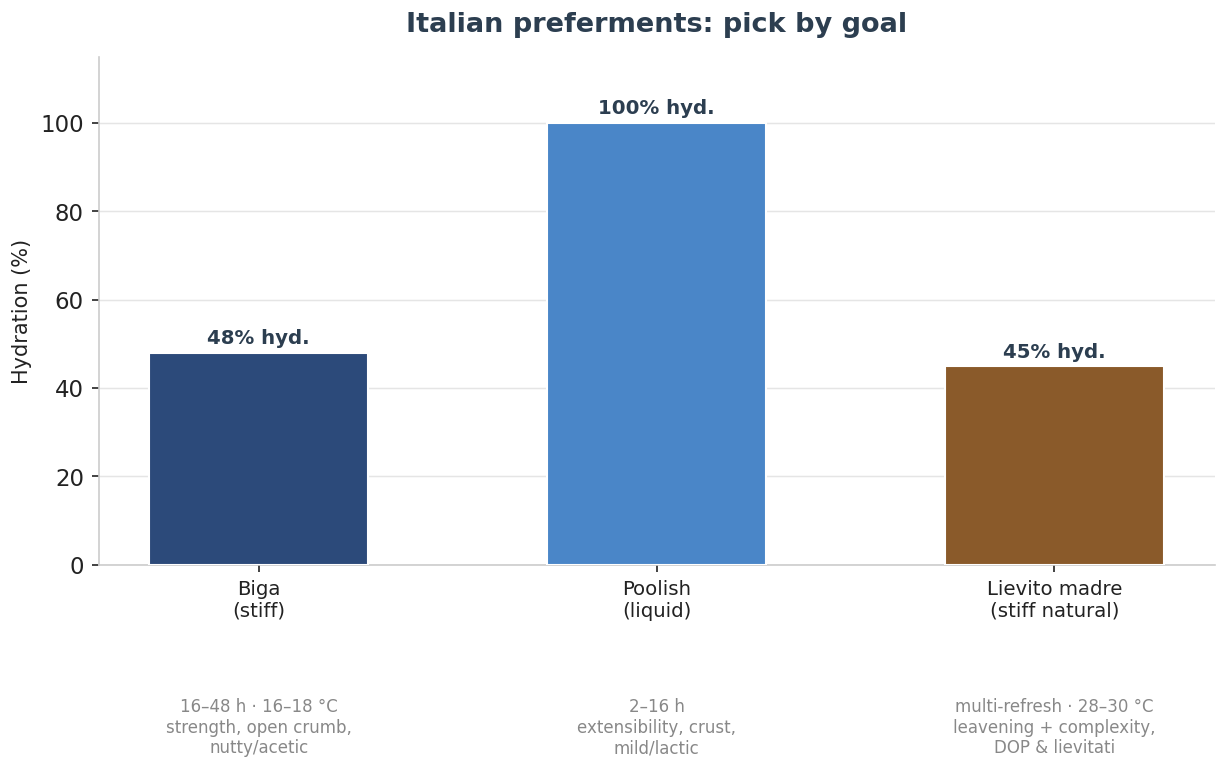 Italian preferments: pick by goal
Hydration (%)
100
80
60
40
20
0
48% hyd.
100% hyd.
45% hyd.
Biga
(stiff)
Poolish
(liquid)
Lievito madre
(stiff natural)
16–48 h · 16–18 °C
strength, open crumb,
nutty/acetic
2–16 h
extensibility, crust,
mild/lactic
multi-refresh · 28–30 °C
leavening + complexity,
DOP & lievitati